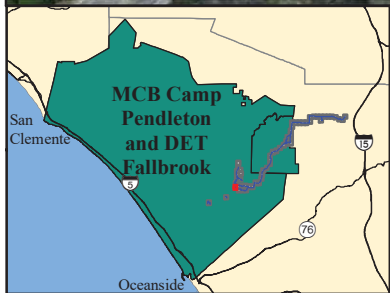 MCB Camp
Pendleton
and DET
Fallbrook
San
Clemente
5
15
76
Oceanside